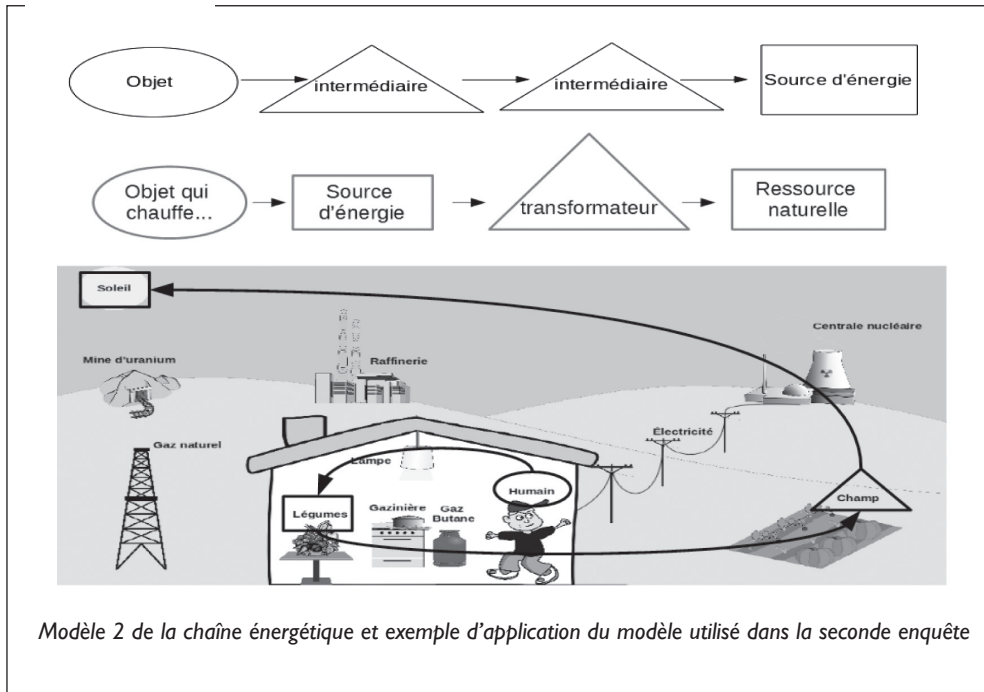 Objet
intermédiaire
intermédiaire
Source d'énergie
Objet qui
chauffe...
Source
d'énergie
transformateur
Ressource
naturelle
Soleil
Centrale nucléaire
Mine d'uranium
Raffinerie
Électricité
Gaz naturel
Lampe
Humain
Légumes
Gazinière
Gaz
Butane
Champ
Modèle 2 de la chaîne énergétique et exemple d'application du modèle utilisé dans la seconde enquête